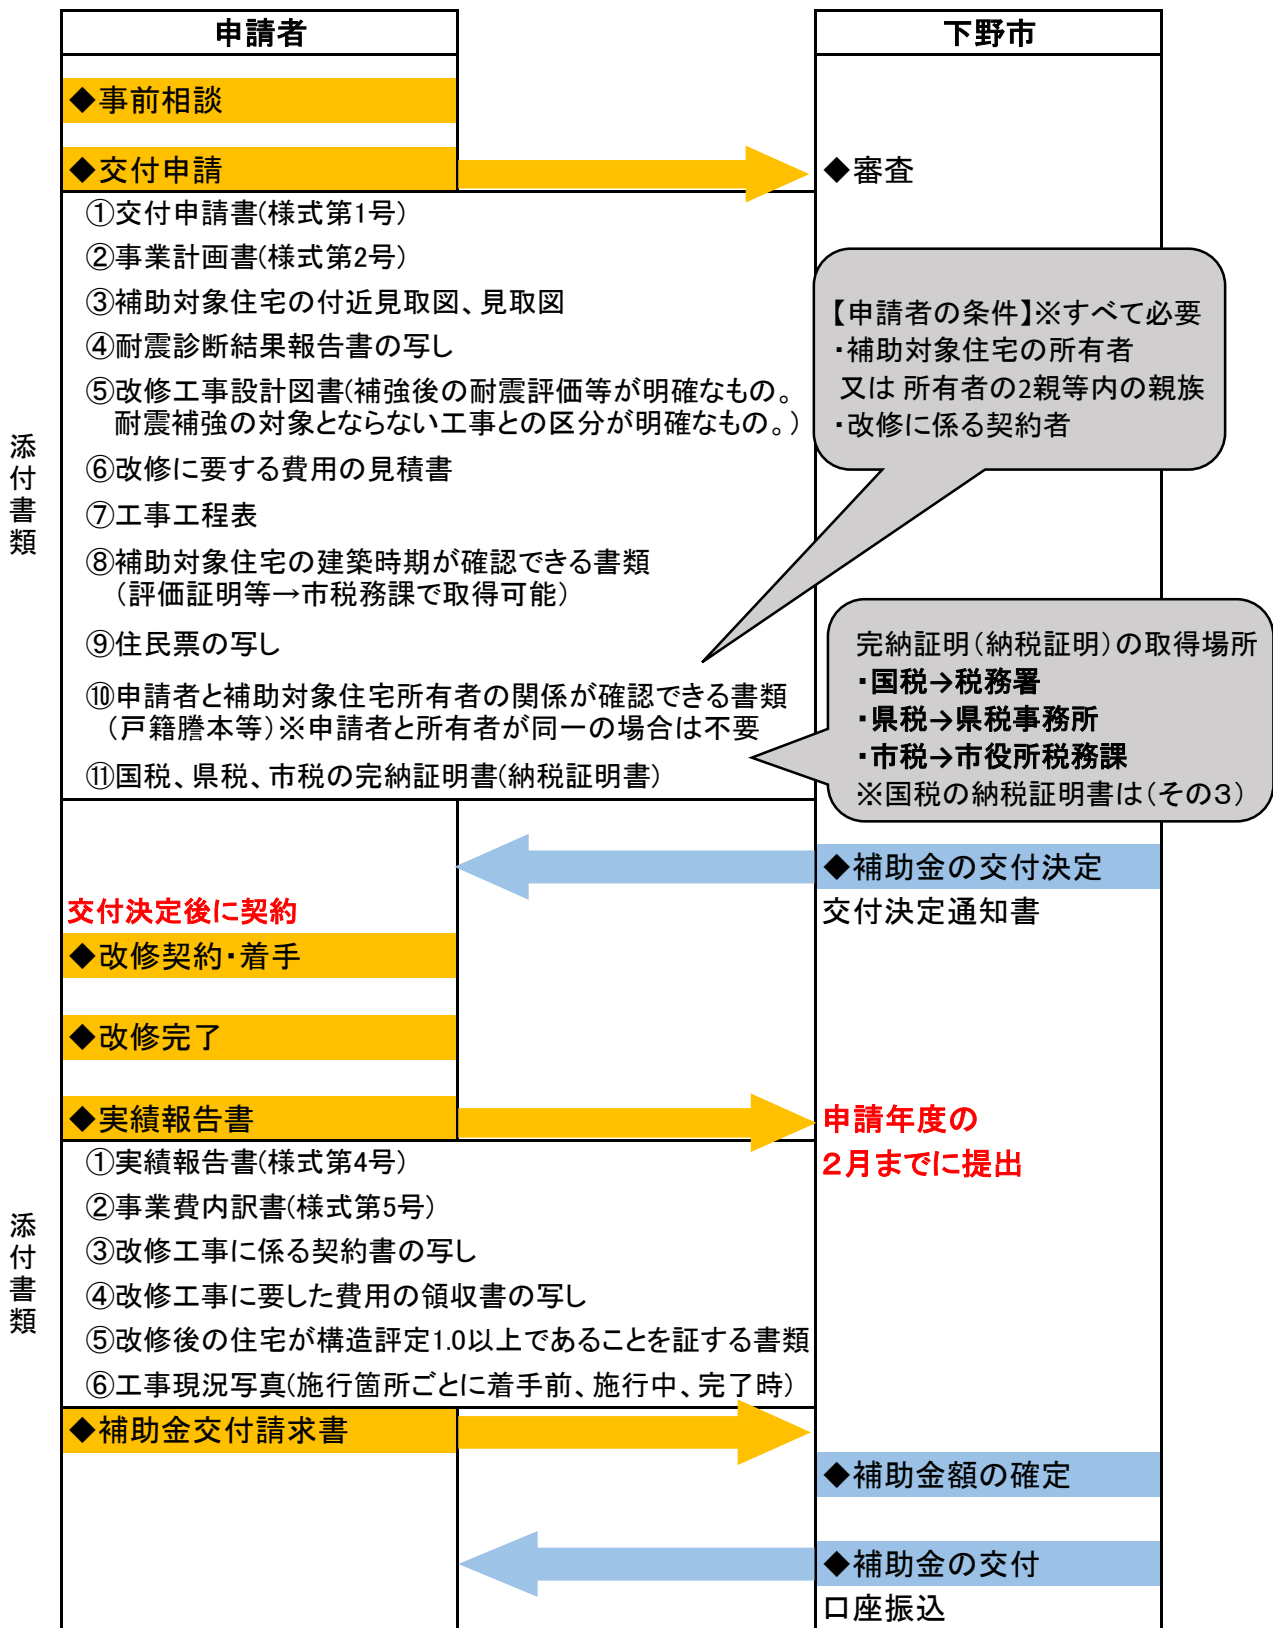 申請者
下野市
◆事前相談
◆交付申請
◆審査
①交付申請書(様式第1号)
②事業計画書(様式第2号)
③補助対象住宅の付近見取図、見取図
④耐震診断結果報告書の写し
⑤改修工事設計図書(補強後の耐震評価等が明確なもの。
耐震補強の対象とならない工事との区分が明確なもの。)
⑥改修に要する費用の見積書
⑦工事工程表
⑧補助対象住宅の建築時期が確認できる書類
(評価証明等→市税務課で取得可能)
⑨住民票の写し
⑩申請者と補助対象住宅所有者の関係が確認できる書類
(戸籍謄本等)※申請者と所有者が同一の場合は不要
⑪国税、県税、市税の完納証明書(納税証明書)
添付書類
【申請者の条件】※すべて必要
・補助対象住宅の所有者
又は 所有者の2親等内の親族
・改修に係る契約者
完納証明(納税証明)の取得場所
・国税→税務署
・県税→県税事務所
・市税→市役所税務課
※国税の納税証明書は(その3)
◆補助金の交付決定
交付決定通知書
交付決定後に契約
◆改修契約・着手
◆改修完了
◆実績報告書
申請年度の
2月までに提出
①実績報告書(様式第4号)
②事業費内訳書(様式第5号)
③改修工事に係る契約書の写し
④改修工事に要した費用の領収書の写し
⑤改修後の住宅が構造評定1.0以上であることを証する書類
⑥工事現況写真(施行箇所ごとに着手前、施行中、完了時)
添付書類
◆補助金交付請求書
◆補助金額の確定
◆補助金の交付
口座振込